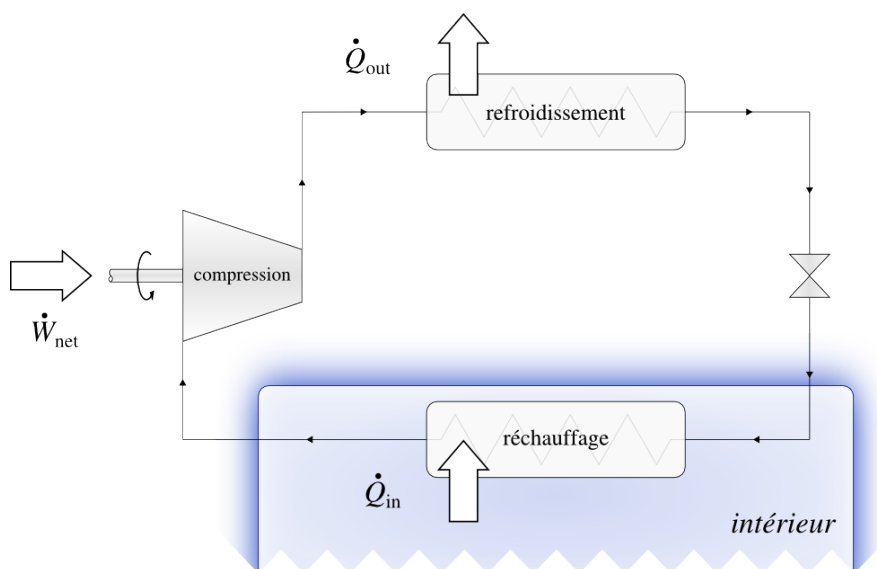 Q̇out
refroidissement
compression
Ẇnet
réchauffage
Q̇in
intérieur